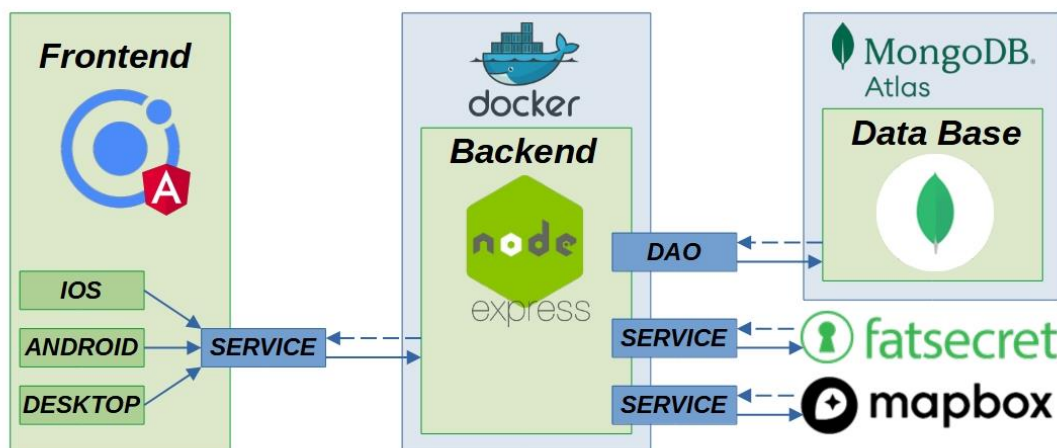 Frontend
A
IOS
ANDROID
DESKTOP
SERVICE
docker
Backend
node
express
DAO
SERVICE
SERVICE
MongoDB.
Atlas
Data Base
fatsecret
mapbox